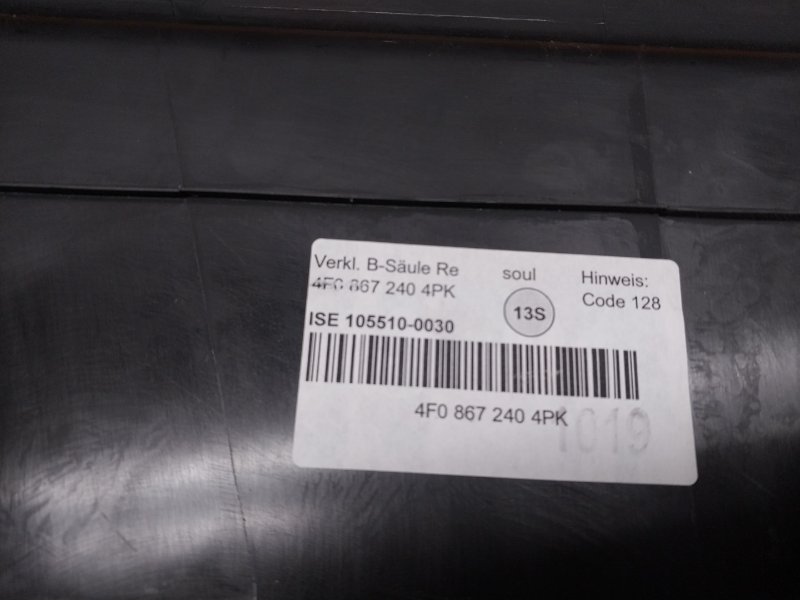 Verkl. B-Säule Re
4F0 867 240 4PK
soul
13S
Hinweis:
Code 128
ISE 105510-0030
4F0 867 240 4PK
1019